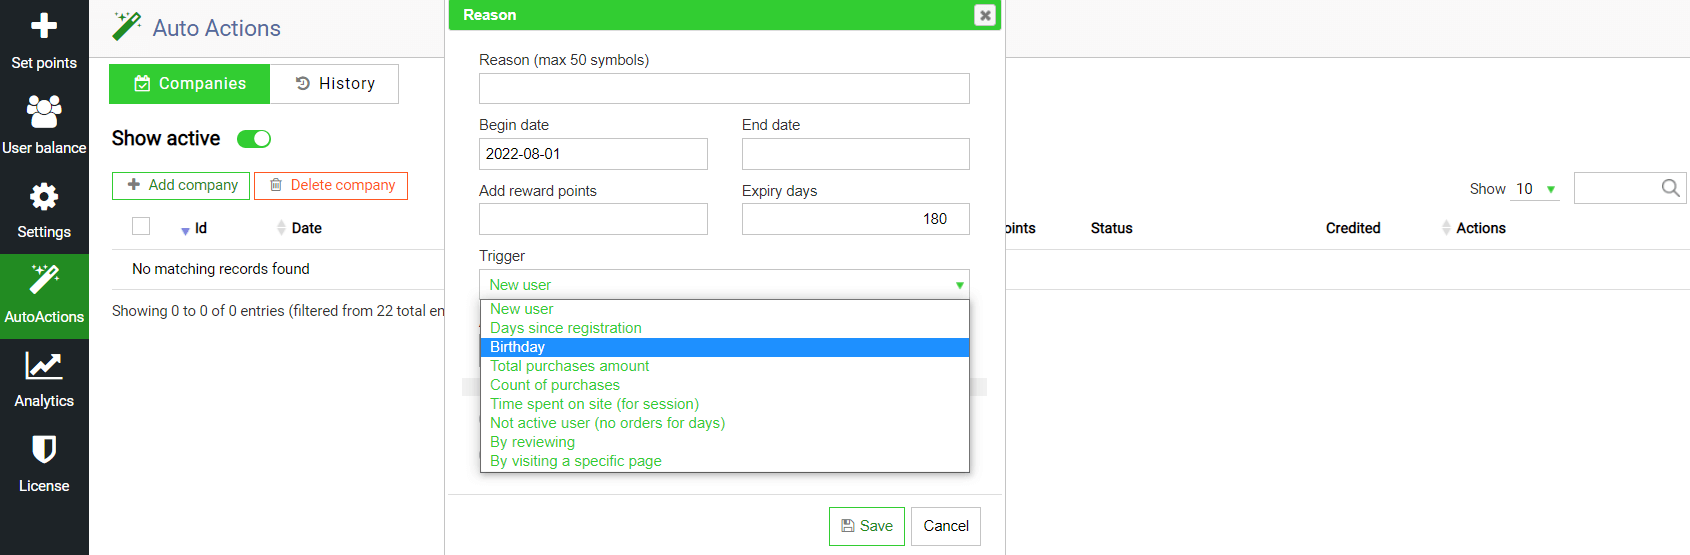 Set points
User balance
Settings
AutoActions
Analytics
License
Auto Actions
Companies
History
Show active
Add company
Delete company
Show 10
Id
Date
oints
Status
Credited
Actions
No matching records found
Showing 0 to 0 of 0 entries (filtered from 22 total en
Reason
Reason (max 50 symbols)
Begin date
End date
2022-08-01
Add reward points
Expiry days
180
Trigger
New user
New user
Days since registration
Birthday
Total purchases amount
Count of purchases
Time spent on site (for session)
Not active user (no orders for days)
By reviewing
By visiting a specific page
Save
Cancel